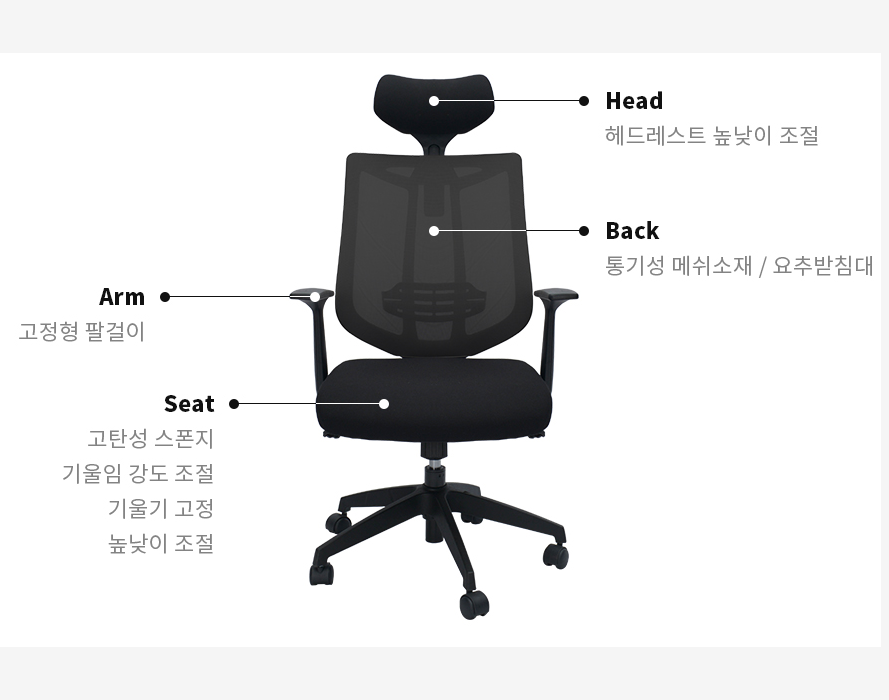 Head
헤드레스트 높낮이 조절
Back
통기성 메쉬소재 / 요추받침대
Arm
고정형 팔걸이
Seat
고탄성 스폰지
기울임 강도 조절
기울기 고정
높낮이 조절